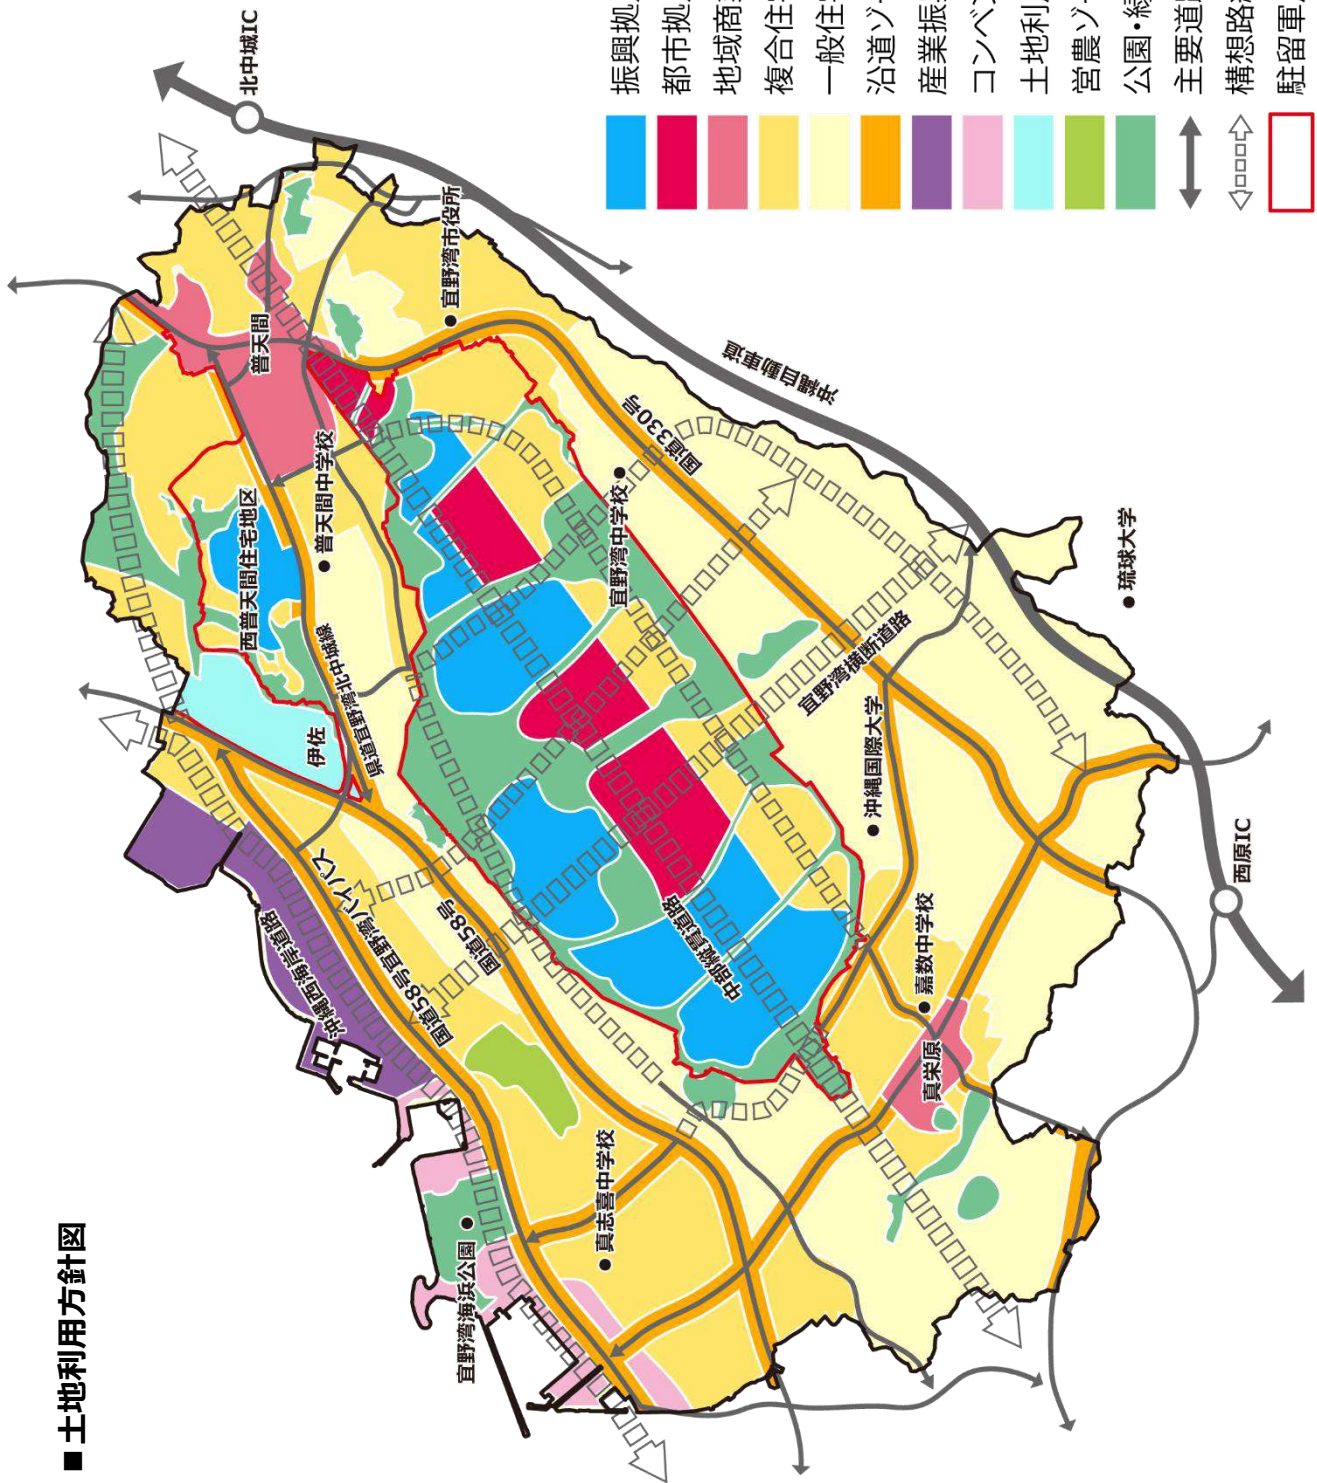 ■土地利用方針図
北中城IC
普天間
宜野湾市役所
沖縄自動車道
国道330号
西普天間住宅地区
普天間中学校
県道宜野湾北中城線
伊佐
宜野湾中学校
宜野湾横断道路
琉球大学
沖縄国際大学
西原IC
沖縄西海岸道路
国道58号宜野湾バイパス
国道58号
中部縦貫道路
嘉数中学校
真栄原
真志喜中学校
宜野湾海浜公園
振興拠
都市拠
地域商
複合住
一般住
沿道ゾ
産業振
コンベ
土地利
営農ゾ
公園・緑
主要道
構想路
駐留軍